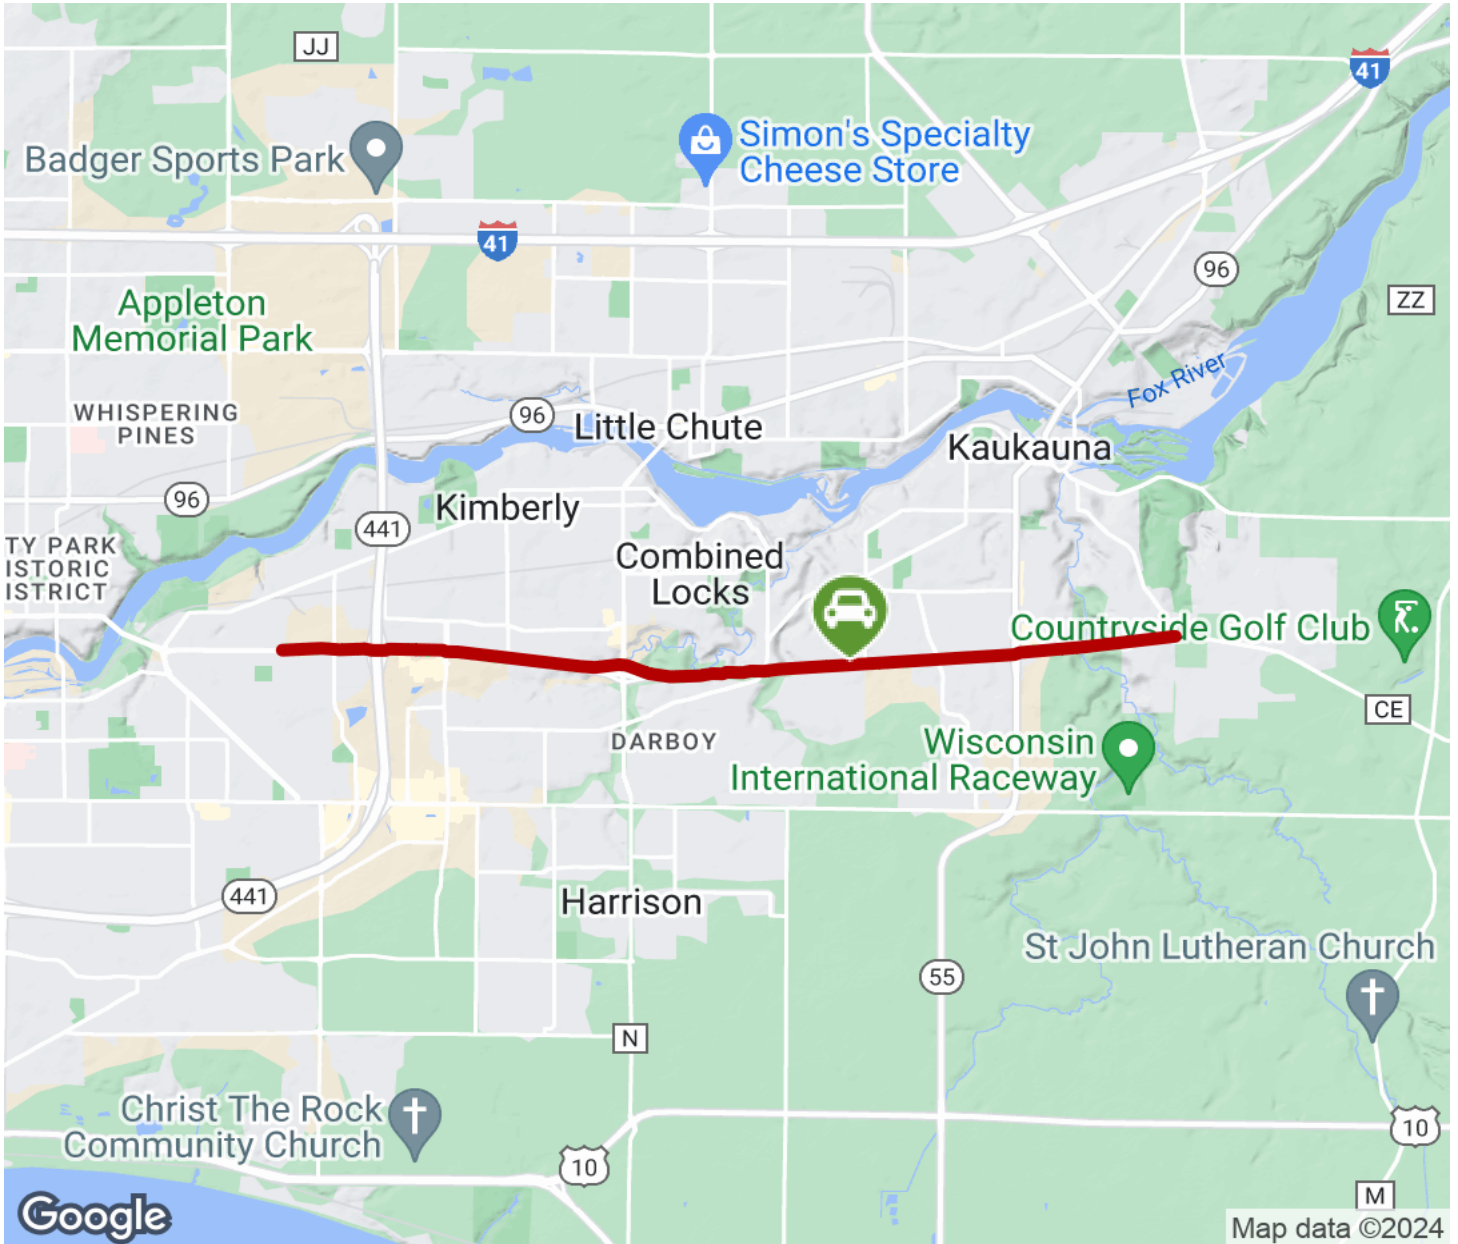 JJ
41
Simon's Specialty
Cheese Store
Badger Sports Park
41
96
ZZ
Appleton
Memorial Park
Fox River
WHISPERING
PINES
96
Little Chute
Kaukauna
96
Kimberly
441
TY PARK
ISTORIC
ISTRICT
Combined
Locks
Countryside Golf Club
CE
DARBOY
Wisconsin
International Raceway
441
Harrison
St John Lutheran Church
55
N
Christ The Rock
Community Church
10
10
M
Google
Map data ©2024